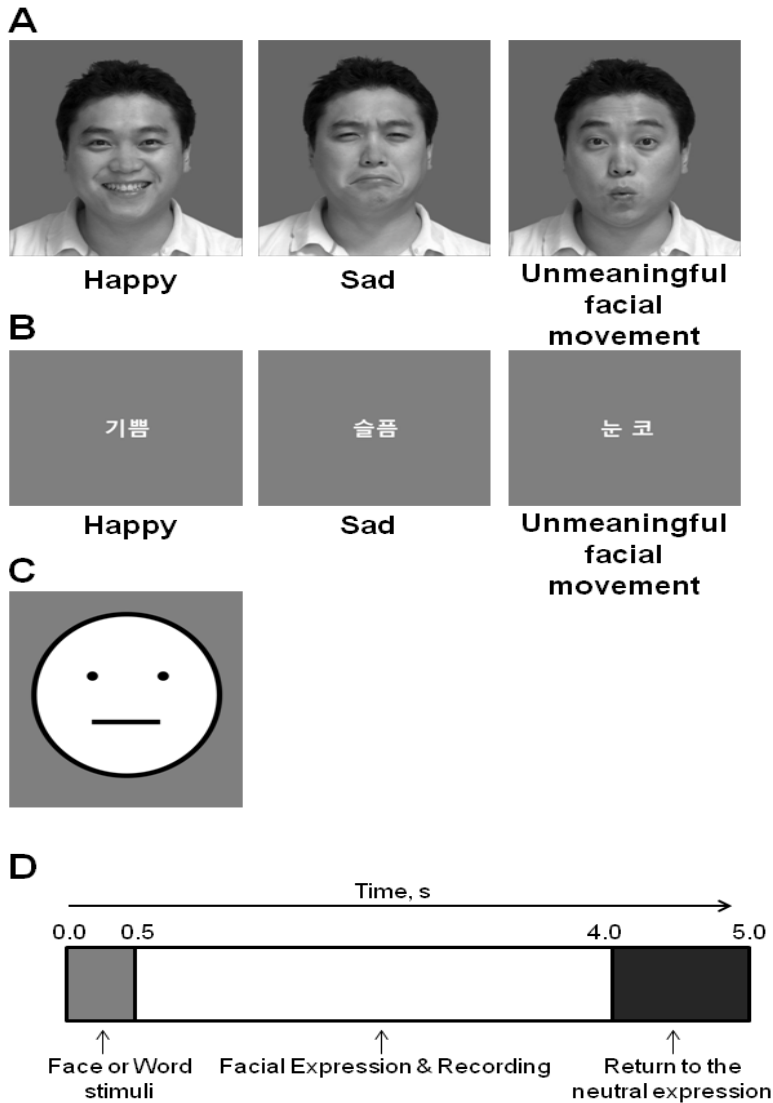 A
Happy
Sad
Unmeaningful
facial
movement
B
기쁨
슬픔
눈 코
Happy
Sad
Unmeaningful
facial
movement
C
D
Time, s
0.0
0.5
4.0
5.0
Face or Word
stimuli
Facial Expression & Recording
Return to the
neutral expression